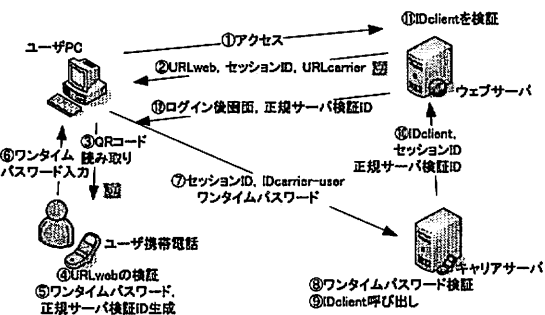 ⑪IDclientを検証
①アクセス
ユーザPC
②URLweb, セッションID, URLcarrier
ウェブサーバ
⑫ログイン後画面, 正規サーバ検証ID
③QRコード
読み取り
⑥ワンタイム
パスワード入力
⑩IDclient,
セッションID
正規サーバ検証ID
⑦セッションID, IDcarrier-user
ワンタイムパスワード
ユーザ携帯電話
④URLwebの検証
⑤ワンタイムパスワード,
正規サーバ検証ID生成
キャリアサーバ
⑧ワンタイムパスワード検証
⑨IDclient呼び出し